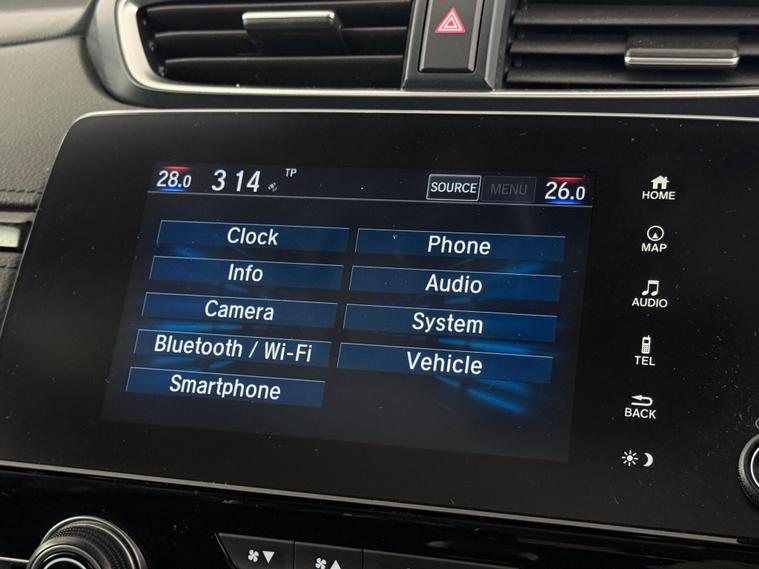 28.0 3 14 TP SOURCE MENU 26.0
Clock
Phone
Info
Audio
Camera
System
Bluetooth / Wi-Fi
Vehicle
Smartphone
HOME
MAP
AUDIO
TEL
BACK